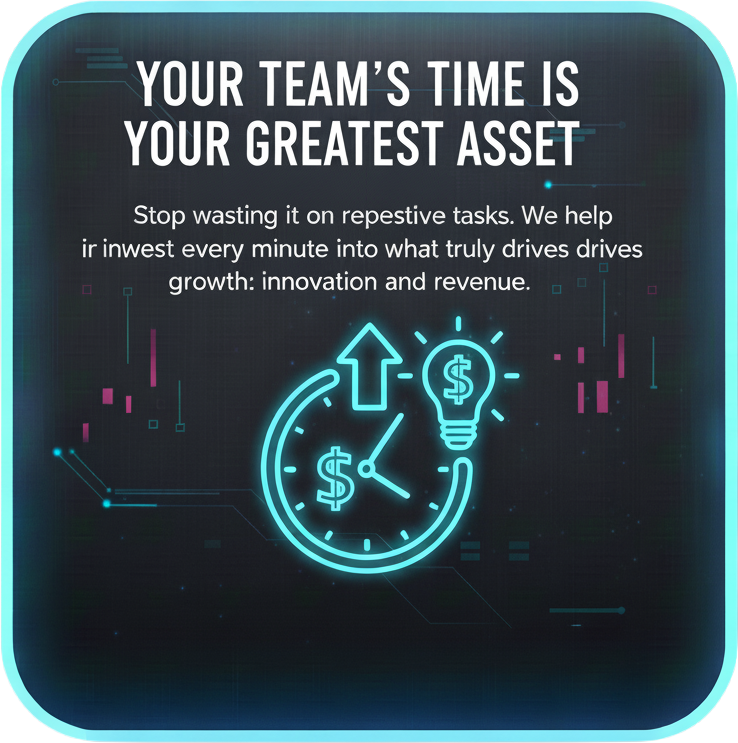 YOUR TEAM'S TIME IS
YOUR GREATEST ASSET
Stop wasting it on repestive tasks. We help
ir inwest every minute into what truly drives drives
growth: innovation and revenue.
$
$